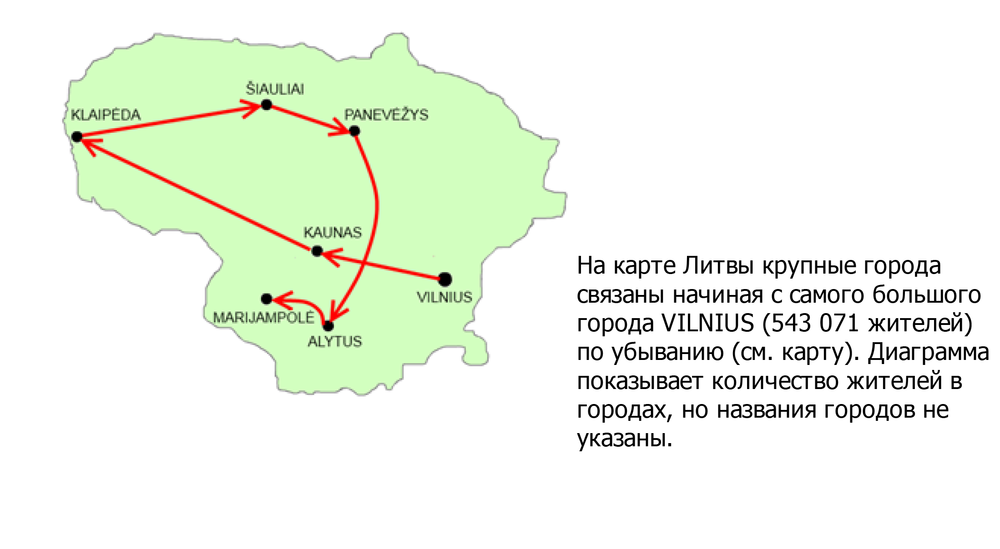 ŠIAULIAI
KLAIPĖDA
PANEVĖŽYS
KAUNAS
VILNIUS
MARIJAMPOLĖ
ALYTUS
На карте Литвы крупные города
связаны начиная с самого большого
города VILNIUS (543 071 жителей)
по убыванию (см. карту). Диаграмма
показывает количество жителей в
городах, но названия городов не
указаны.